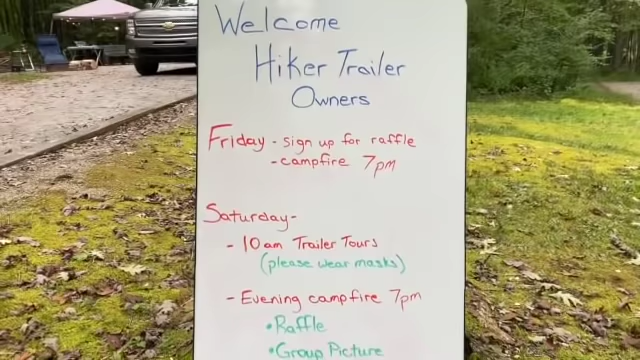 Welcome
Hiker Trailer
Owners
Friday - sign up for raffle
- campfire 7pm
Saturday-
- 10am Trailer Tours
(please wear masks)
- Evening campfire 7pm
• Raffle
• Group Picture